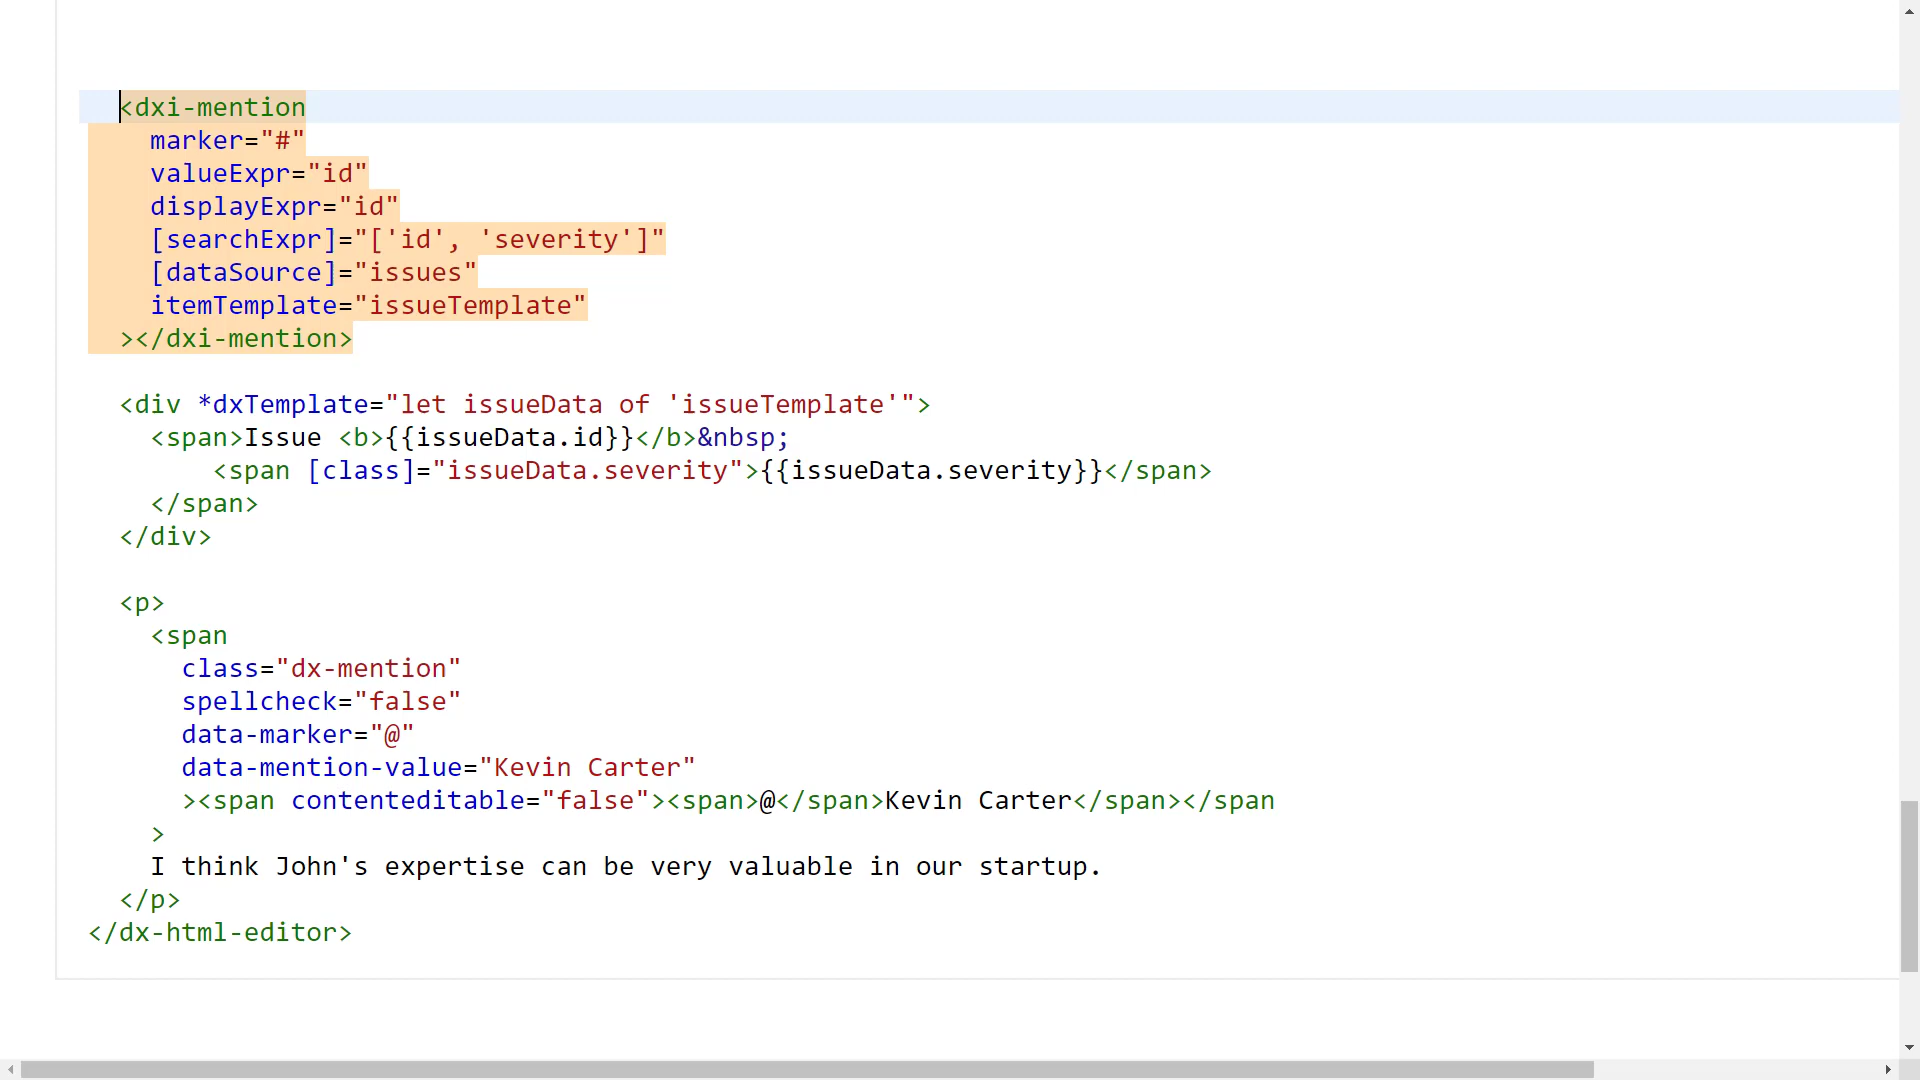 <dxi-mention
marker="#"
valueExpr="id"
displayExpr="id"
[searchExpr]="['id', 'severity']"
[dataSource]="issues"
itemTemplate="issueTemplate"
></dxi-mention>
<div *dxTemplate="let issueData of 'issueTemplate'">
<span>Issue <b>{{issueData.id}}</b>&nbsp;
<span [class]="issueData.severity">{{issueData.severity}}</span>
</span>
</div>
<p>
<span
class="dx-mention"
spellcheck="false"
data-marker="@"
data-mention-value="Kevin Carter"
><span contenteditable="false"><span>@</span>Kevin Carter</span></span
>
I think John's expertise can be very valuable in our startup.
</p>
</dx-html-editor>